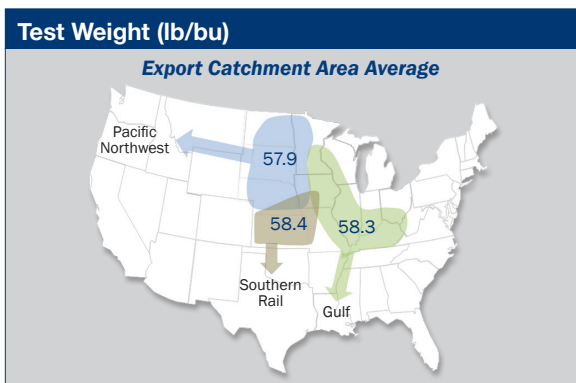 Test Weight (lb/bu)
Export Catchment Area Average
Pacific
Northwest
57.9
58.4
58.3
Southern
Rail
Gulf